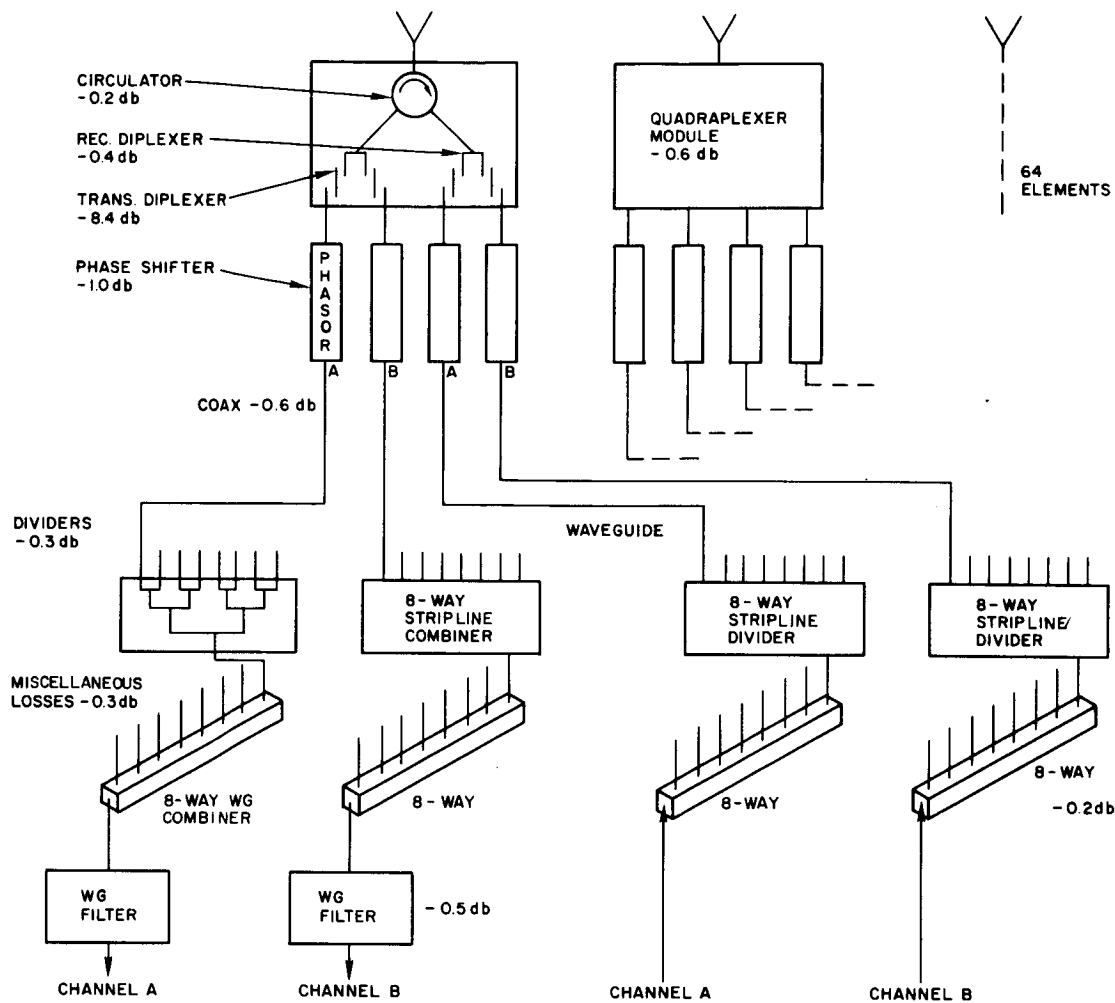 CIRCULATOR
-0.2 db
REC. DIPLEXER
-0.4 db
TRANS. DIPLEXER
-8.4 db
PHASE SHIFTER
-1.0 db
PHASOR
QUADRAPLEXER
MODULE
-0.6 db
64
ELEMENTS
A
B
A
B
COAX -0.6 db
DIVIDERS
-0.3 db
WAVEGUIDE
8-WAY
STRIPLINE
COMBINER
8-WAY
STRIPLINE
DIVIDER
8-WAY
STRIPLINE/
DIVIDER
MISCELLANEOUS
LOSSES -0.3 db
8-WAY WG
COMBINER
8-WAY
8-WAY
8-WAY
-0.2 db
WG
FILTER
WG
FILTER
-0.5 db
CHANNEL A
CHANNEL B
CHANNEL A
CHANNEL B